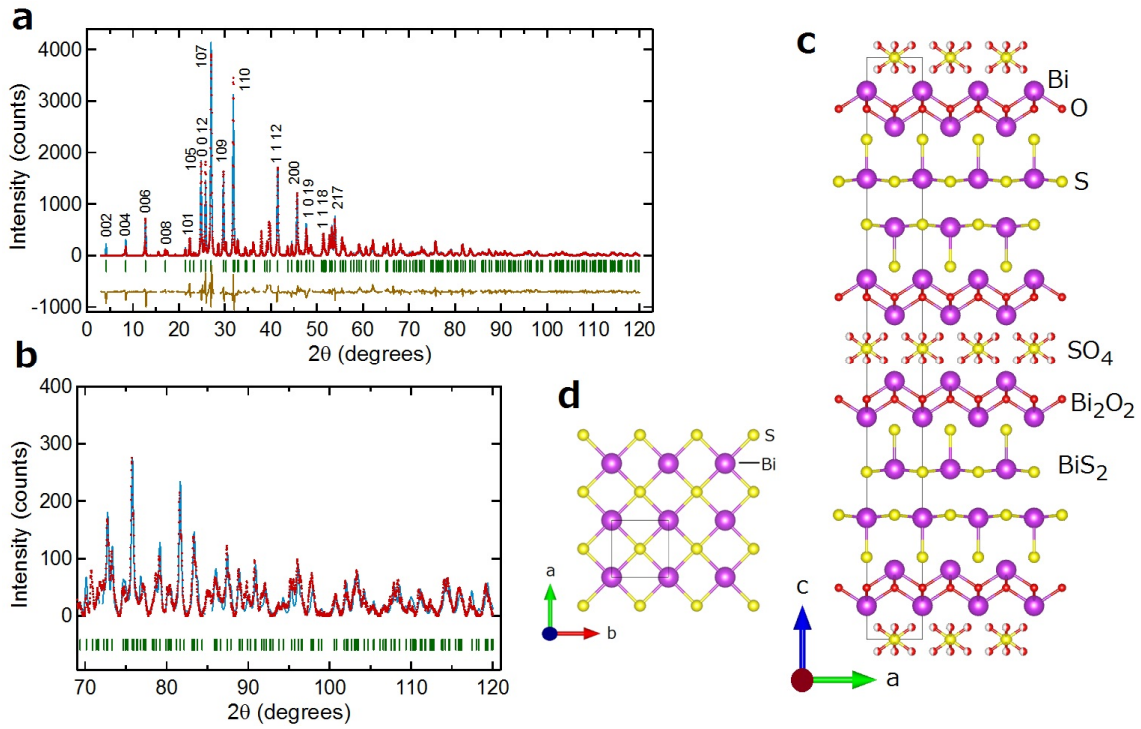 a
Intensity (counts)
4000
3000
2000
1000
0
-1000
002
004
006
008
101
105
0 0 12
107
109
110
1 1 12
200
1 0 19
1 1 18
217
0 10 20 30 40 50 60 70 80 90 100 110 120
2θ (degrees)
b
Intensity (counts)
400
300
200
100
0
70 80 90 100 110 120
2θ (degrees)
d
S
Bi
a
b
c
Bi
O
S
SO4
Bi2O2
BiS2
c
a